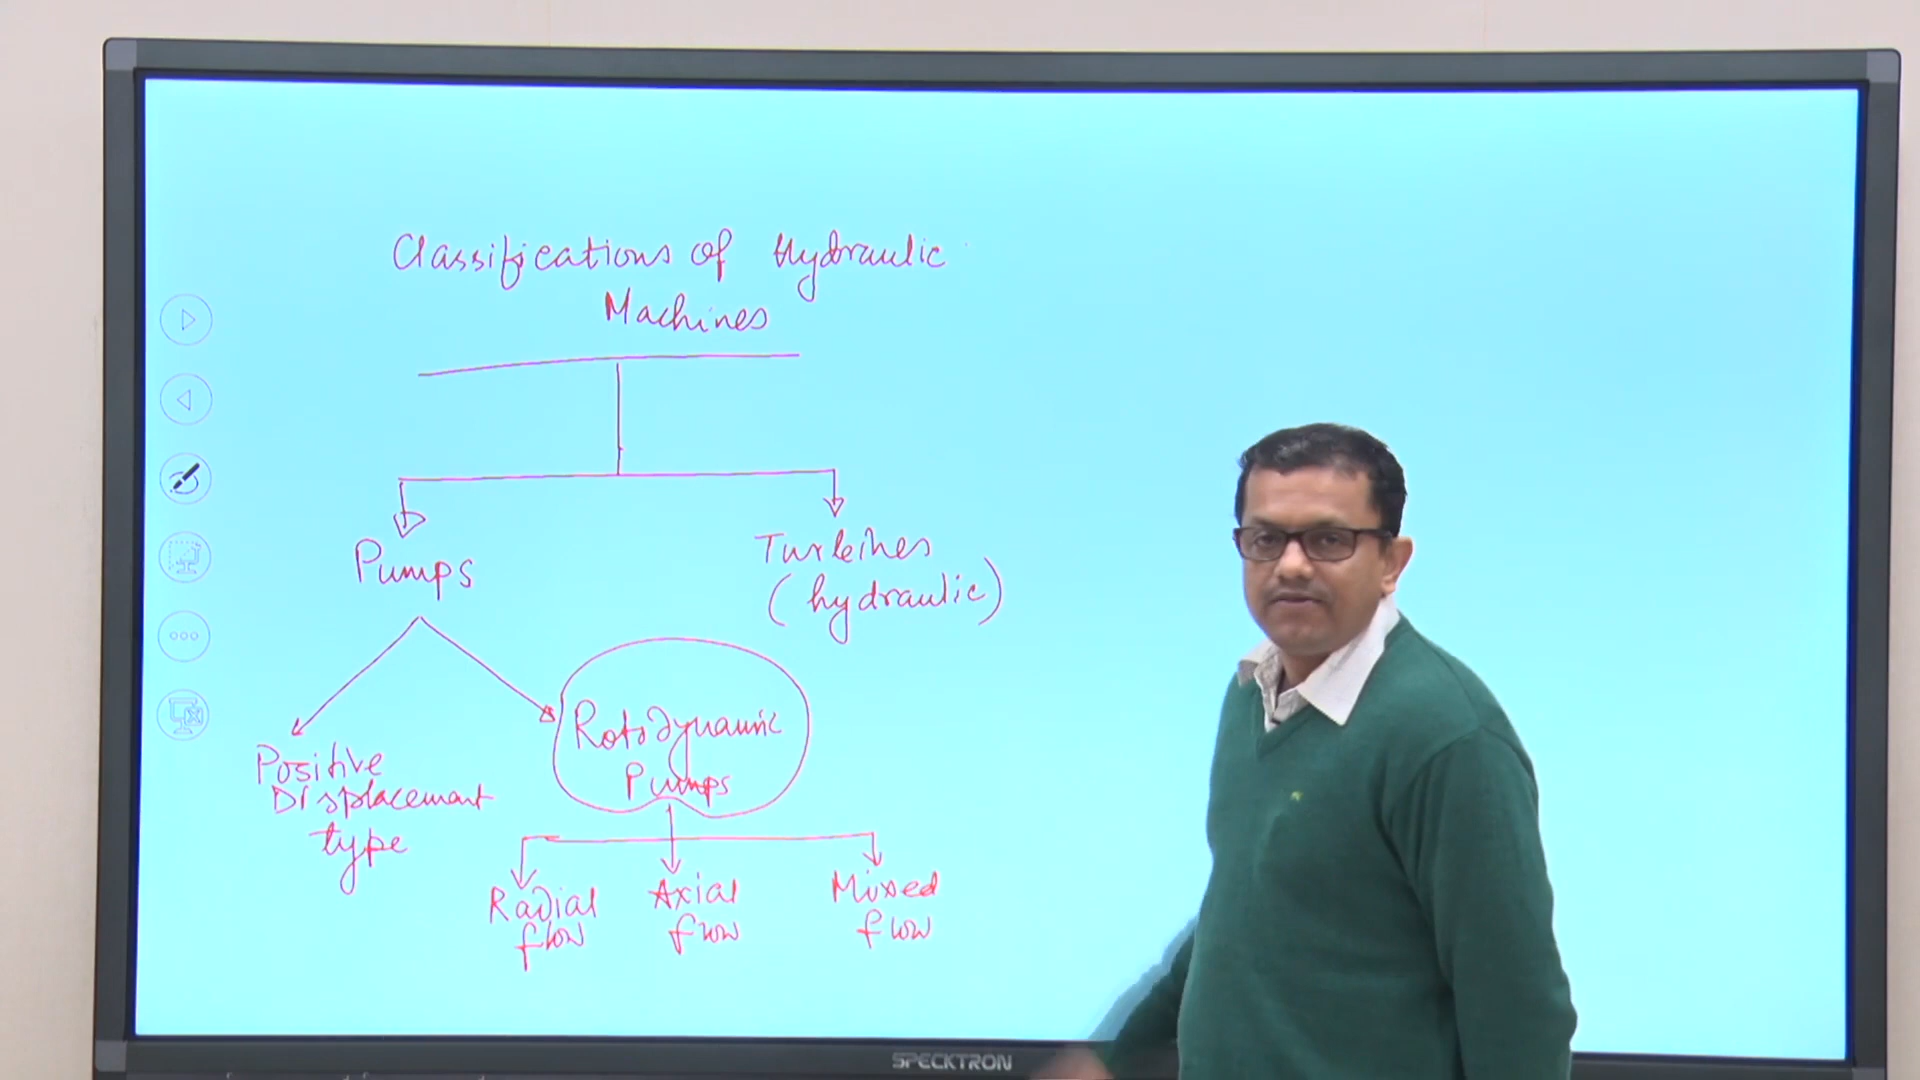 Classifications of Hydraulic
Machines
Pumps
Turbines
(hydraulic)
Positive
Displacement
type
Rotodynamic
Pumps
Radial
flow
Axial
flow
Mixed
flow
SPECKTRON